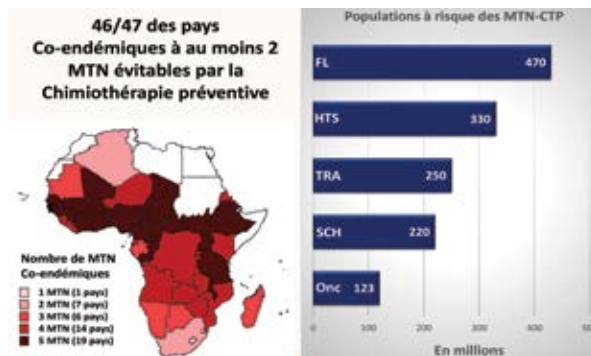 46/47 des pays
Co-endémiques à au moins 2
MTN évitables par la
Chimiothérapie préventive
Nombre de MTN
Co-endémiques
1 MTN (1 pays)
2 MTN (7 pays)
3 MTN (6 pays)
4 MTN (14 pays)
5 MTN (19 pays)
Populations à risque des MTN-CTP
FL 470
HTS 330
TRA 250
SCH 220
Onc 123
0 100 200 300 400
En millions